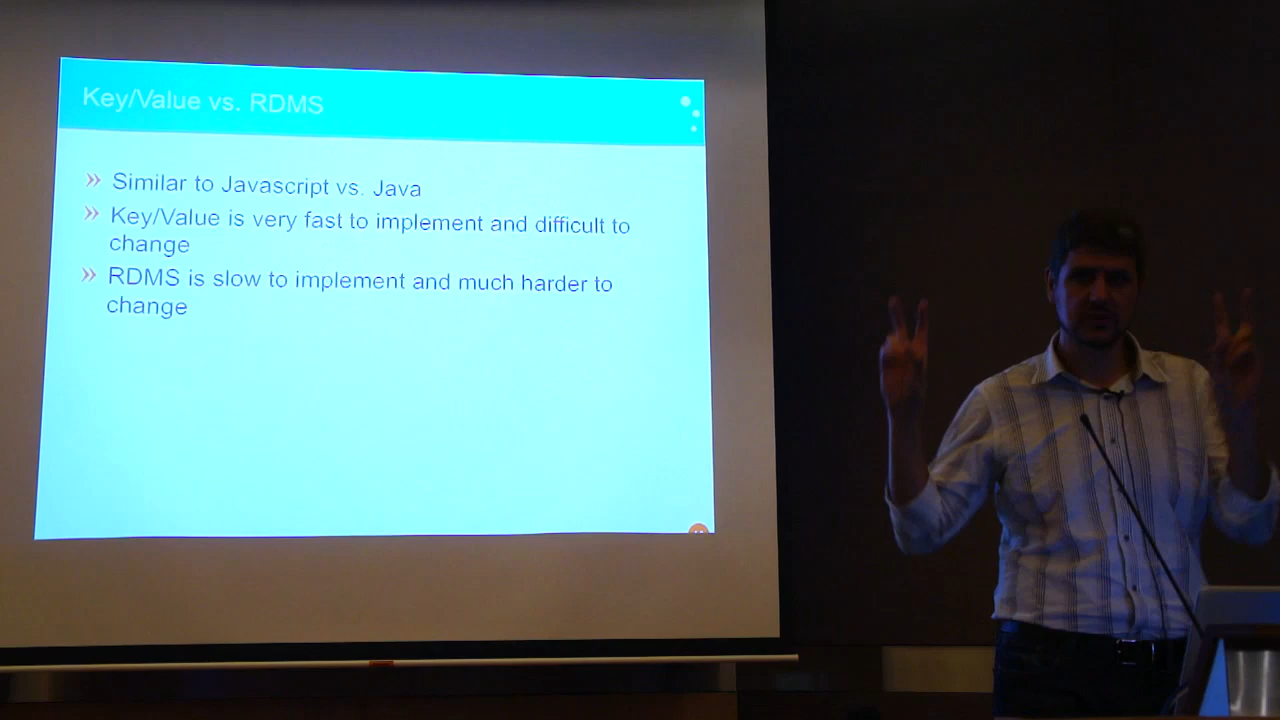 Key/Value vs. RDMS
Similar to Javascript vs. Java
Key/Value is very fast to implement and difficult to
change
RDMS is slow to implement and much harder to
change